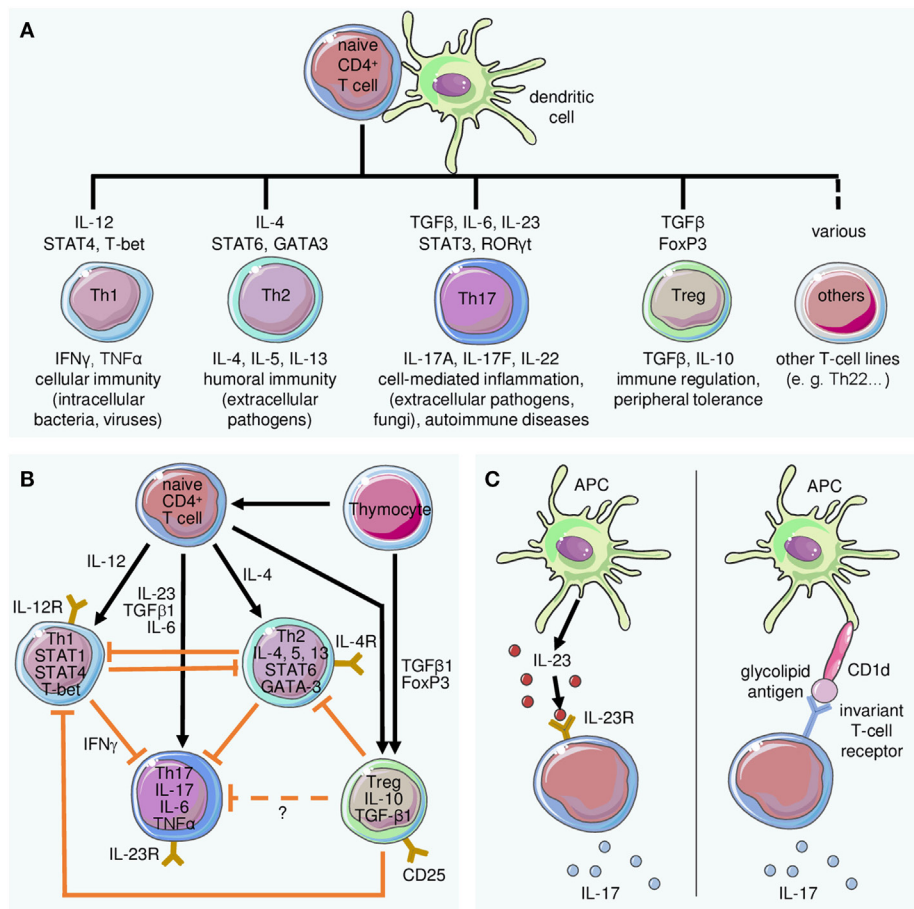 A
naive
CD4+
T cell
dendritic
cell
IL-12
STAT4, T-bet
IL-4
STAT6, GATA3
TGFβ, IL-6, IL-23
STAT3, RORγt
TGFβ
FoxP3
various
Th1
Th2
Th17
Treg
others
IFNγ, TNFα
cellular immunity
(intracellular
bacteria, viruses)
IL-4, IL-5, IL-13
humoral immunity
(extracellular
pathogens)
IL-17A, IL-17F, IL-22
cell-mediated inflammation,
(extracellular pathogens,
fungi), autoimmune diseases
TGFβ, IL-10
immune regulation,
peripheral tolerance
other T-cell lines
(e. g. Th22...)
B
naive
CD4+
T cell
Thymocyte
IL-12
IL-23
TGFβ1
IL-6
IL-4
IL-12R
Th1
STAT1
STAT4
T-bet
Th2
IL-4, 5, 13
STAT6
GATA-3
IL-4R
TGFβ1
FoxP3
IFNγ
Th17
IL-17
IL-6
TNFα
?
Treg
IL-10
TGF-β1
IL-23R
CD25
C
APC
IL-23
IL-23R
IL-17
APC
CD1d
glycolipid
antigen
invariant
T-cell
receptor
IL-17